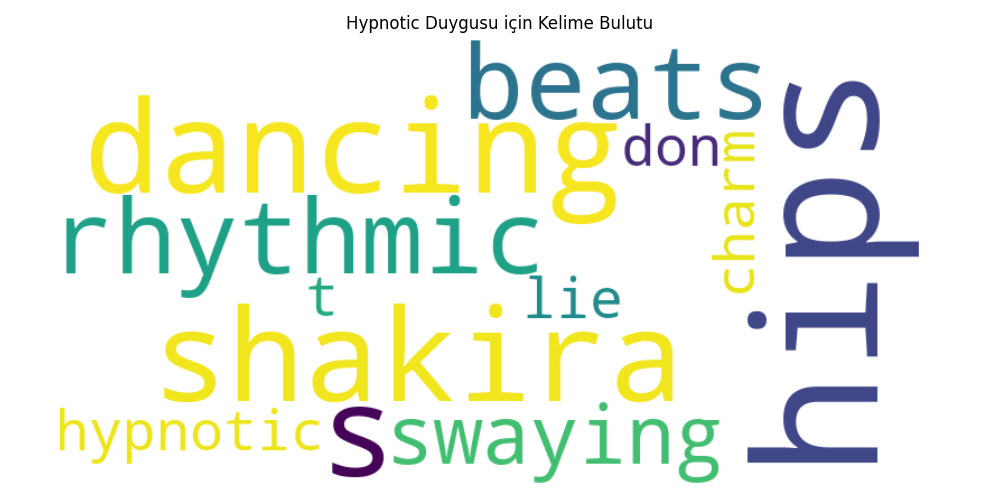 Hypnotic Duygusu için Kelime Bulutu
beats
dancing
don
charm
hips
rhythmic
t
lie
shakira
hypnotic
s
swaying